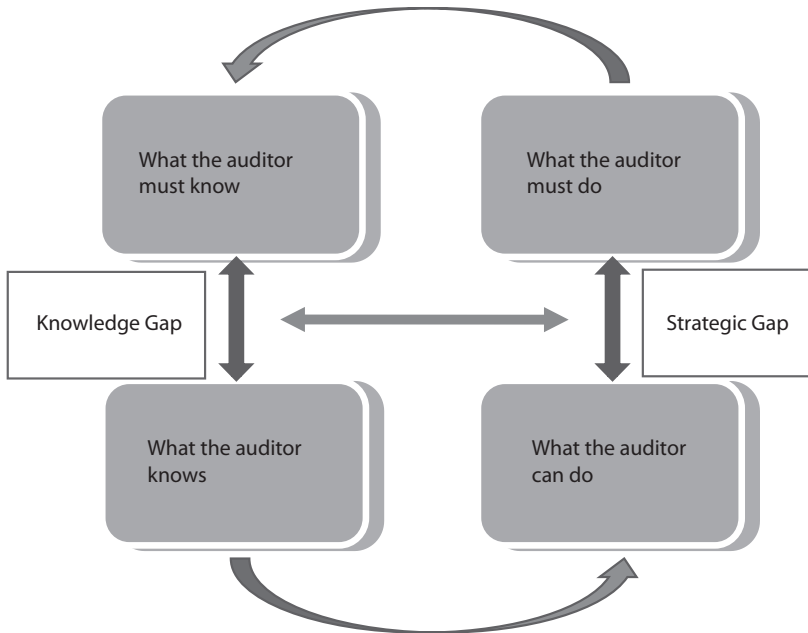 What the auditor
must know
What the auditor
must do
Knowledge Gap
Strategic Gap
What the auditor
knows
What the auditor
can do